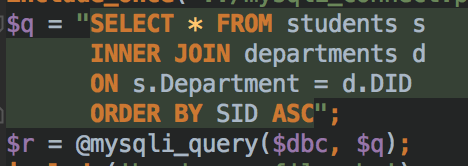 $q = "SELECT * FROM students s
INNER JOIN departments d
ON s.Department = d.DID
ORDER BY SID ASC";
$r = @mysqli_query($dbc, $q);